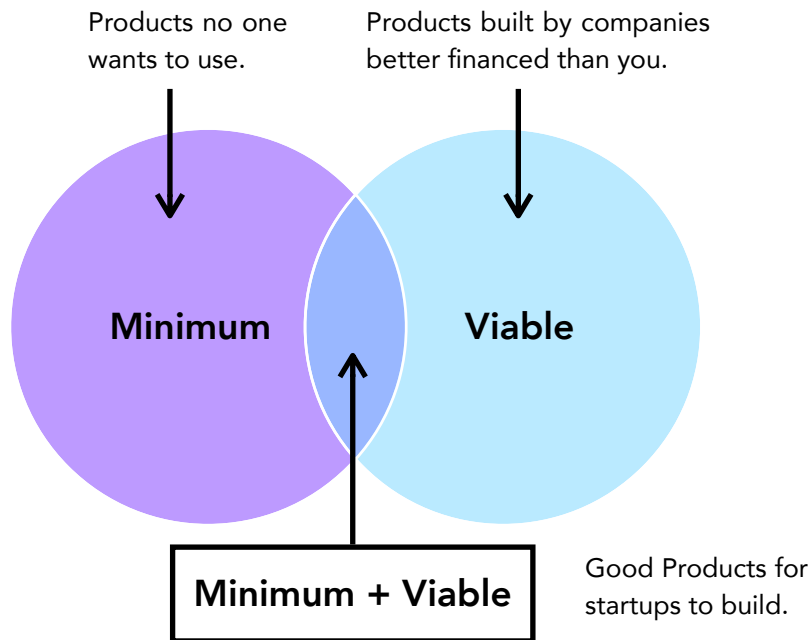 Products no one
wants to use.
Products built by companies
better financed than you.
Minimum
Viable
Minimum + Viable
Good Products for
startups to build.